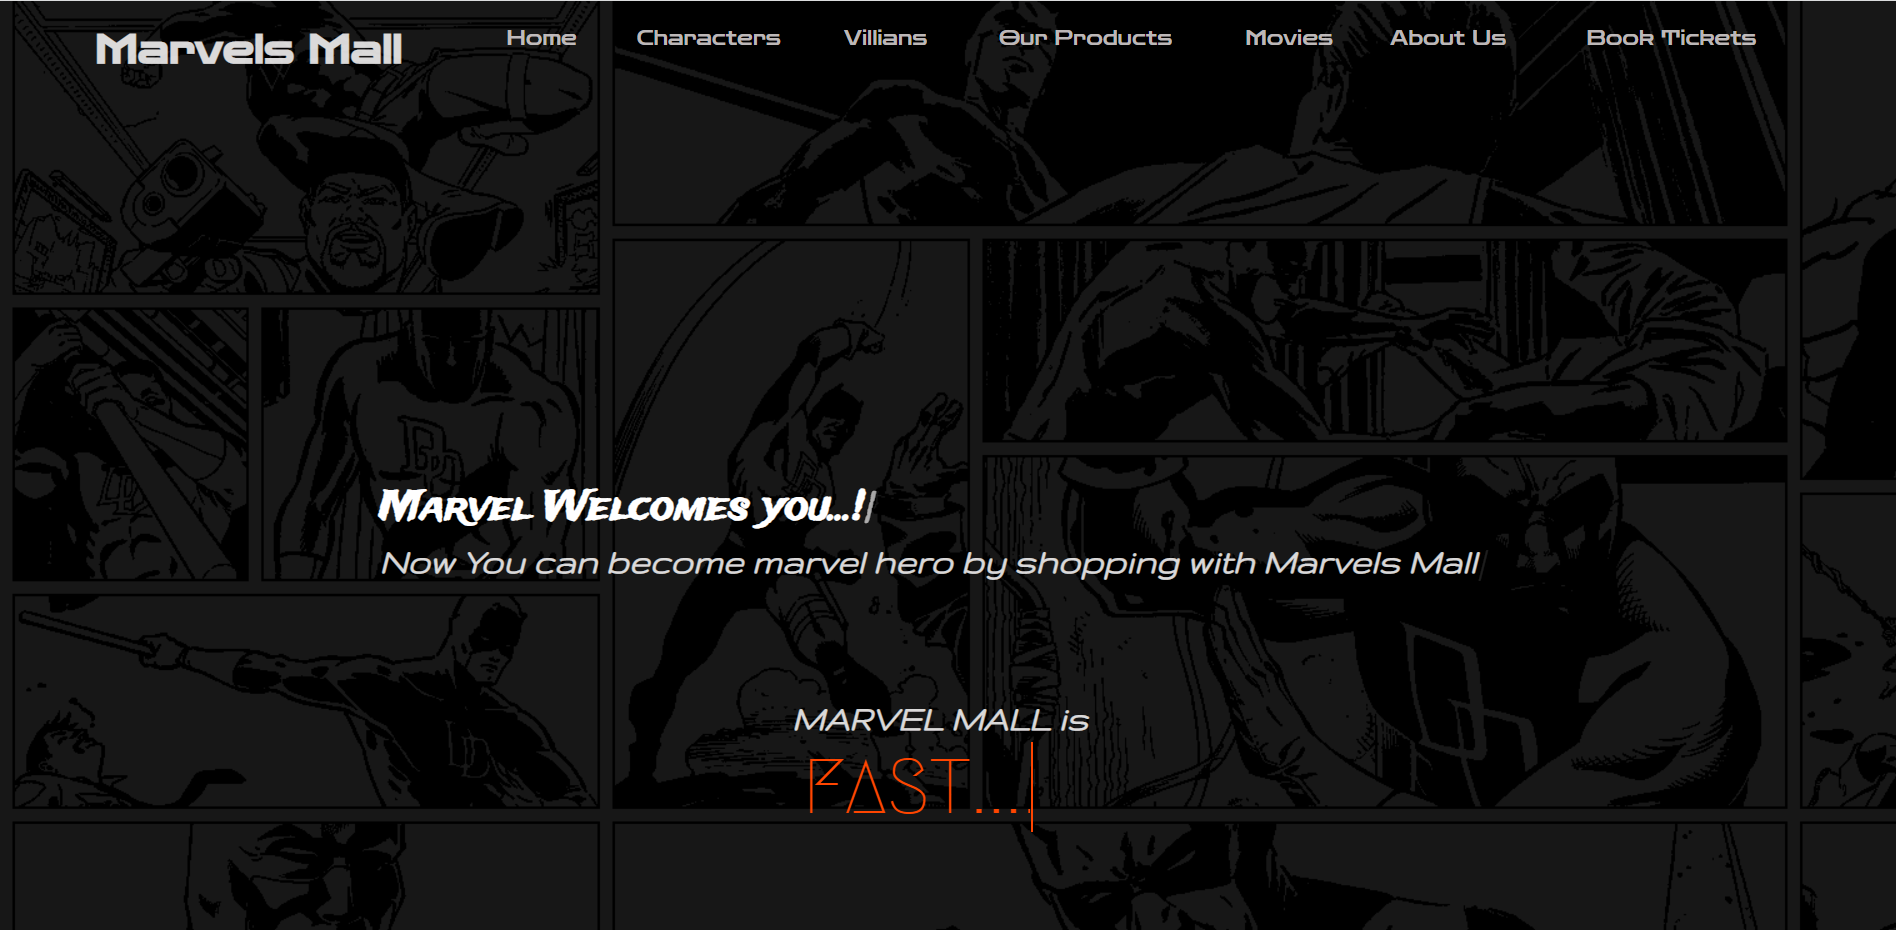 Marvels Mall Home Characters Villians Our Products Movies About Us Book Tickets
Marvel Welcomes you...!
Now You can become marvel hero by shopping with Marvels Mall
MARVEL MALL is
FAST...